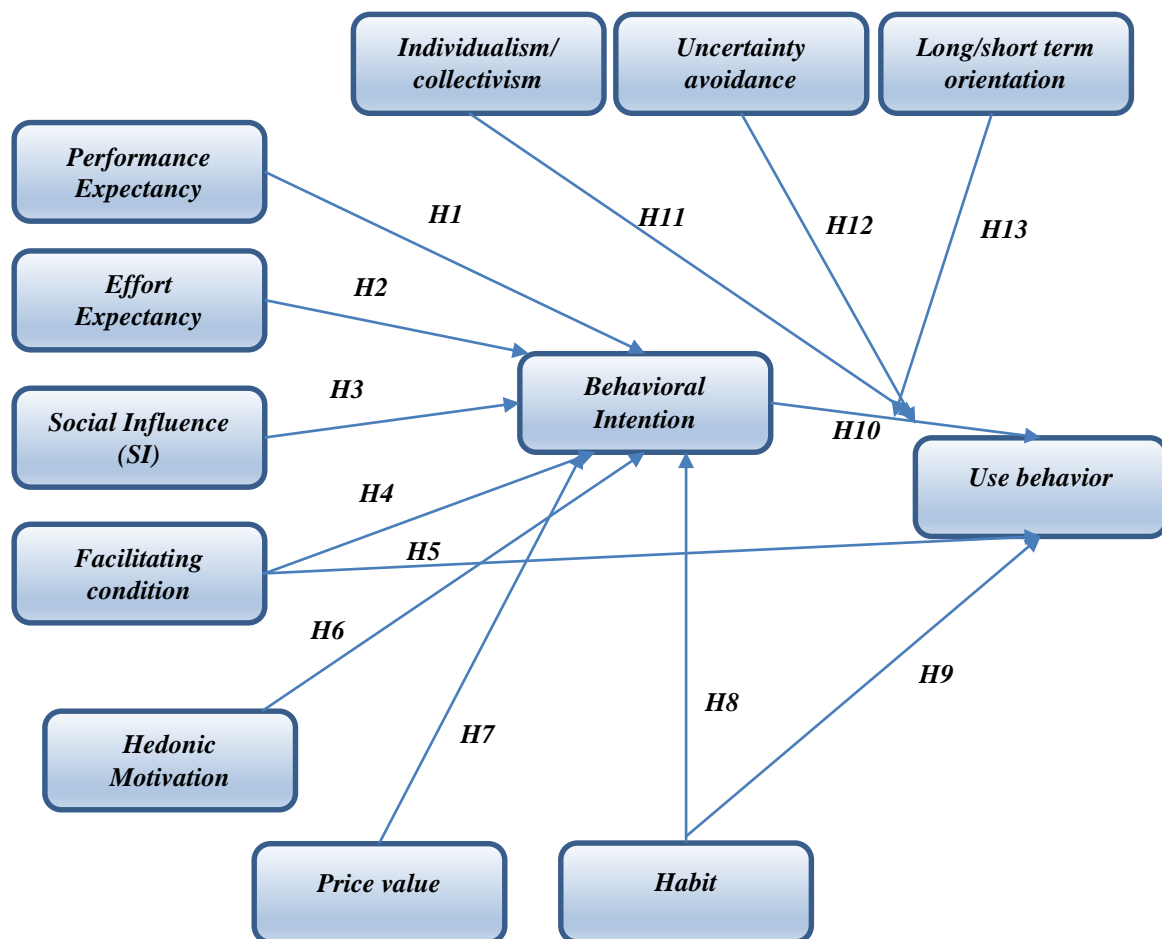 Individualism/
collectivism
Uncertainty
avoidance
Long/short term
orientation
Performance
Expectancy
H1
H11
H12
H13
Effort
Expectancy
H2
Behavioral
Intention
H3
Social Influence
(SI)
H10
Use behavior
H4
Facilitating
condition
H5
H6
H9
H8
H7
Hedonic
Motivation
Price value
Habit